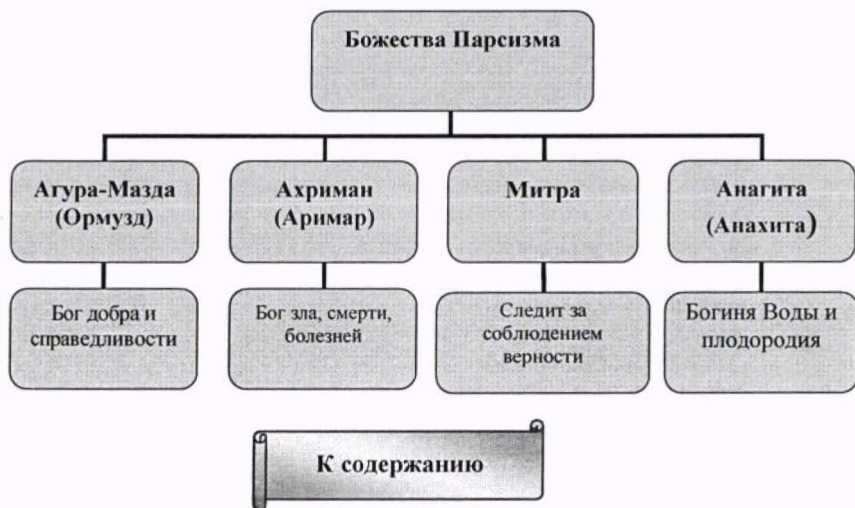 Божества Парсизма
Агура-Мазда
(Ормузд)
Ахриман
(Аримар)
Митра
Анагита
(Анахита)
Бог добра и
справедливости
Бог зла, смерти,
болезней
Следит за
соблюдением
верности
Богиня Воды и
плодородия
К содержанию